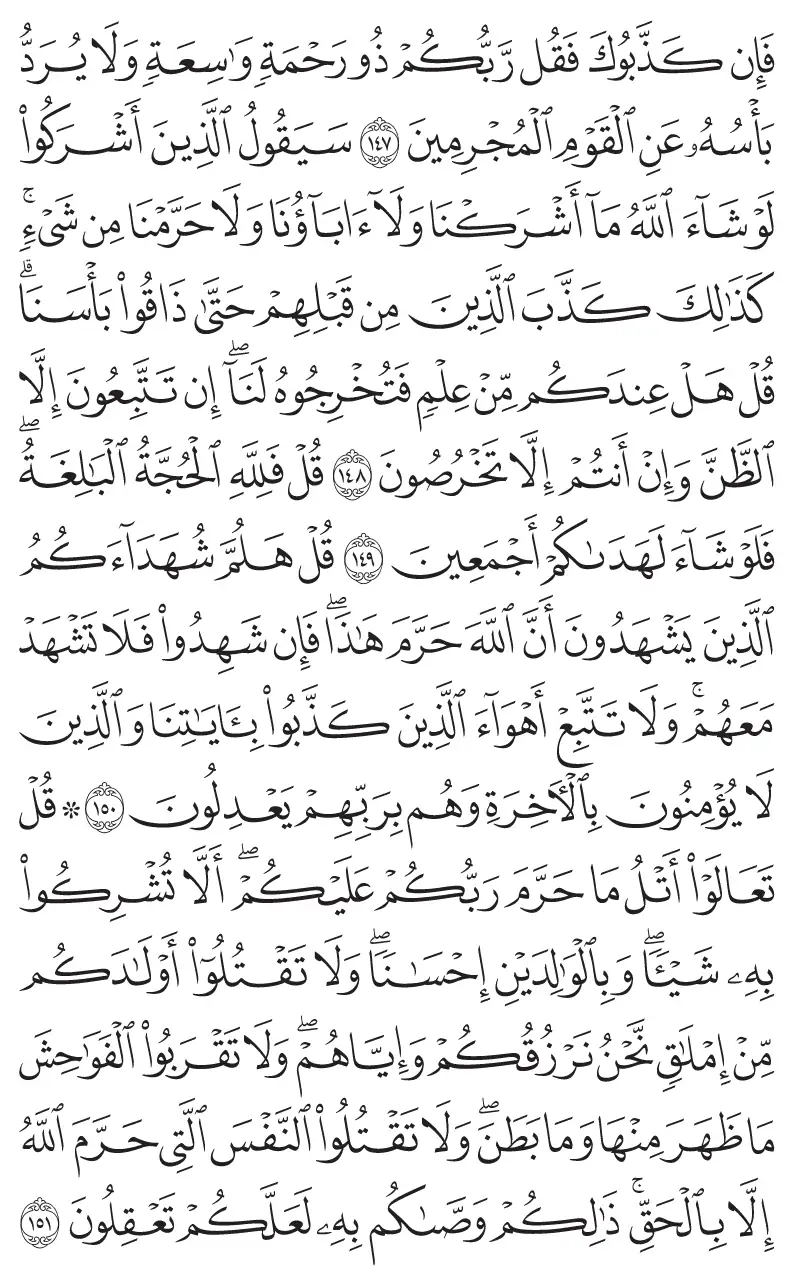 فَإِن كَذَّبُوكَ فَقُل رَّبُّكُمْ ذُو رَحْمَةٍ وَٰسِعَةٍ وَلَا يُرَدُّ
بَأْسُهُۥ عَنِ ٱلْقَوْمِ ٱلْمُجْرِمِينَ ١٤٧ سَيَقُولُ ٱلَّذِينَ أَشْرَكُوا۟
لَوْ شَآءَ ٱللَّهُ مَآ أَشْرَكْنَا وَلَآ ءَابَآؤُنَا وَلَا حَرَّمْنَا مِن شَىْءٍ ۚ
كَذَٰلِكَ كَذَّبَ ٱلَّذِينَ مِن قَبْلِهِمْ حَتَّىٰ ذَاقُوا۟ بَأْسَنَا ۗ
قُلْ هَلْ عِندَكُم مِّنْ عِلْمٍ فَتُخْرِجُوهُ لَنَآ ۖ إِن تَتَّبِعُونَ إِلَّا
ٱلظَّنَّ وَإِنْ أَنتُمْ إِلَّا تَخْرُصُونَ ١٤٨ قُلْ فَلِلَّهِ ٱلْحُجَّةُ ٱلْبَٰلِغَةُ ۖ
فَلَوْ شَآءَ لَهَدَىٰكُمْ أَجْمَعِينَ ١٤٩ قُلْ هَلُمَّ شُهَدَآءَكُمُ
ٱلَّذِينَ يَشْهَدُونَ أَنَّ ٱللَّهَ حَرَّمَ هَٰذَا ۖ فَإِن شَهِدُوا۟ فَلَا تَشْهَدْ
مَعَهُمْ ۚ وَلَا تَتَّبِعْ أَهْوَآءَ ٱلَّذِينَ كَذَّبُوا۟ بِـَٔايَٰتِنَا وَٱلَّذِينَ
لَا يُؤْمِنُونَ بِٱلْـَٔاخِرَةِ وَهُم بِرَبِّهِمْ يَعْدِلُونَ ١٥٠ * قُلْ
تَعَالَوْا۟ أَتْلُ مَا حَرَّمَ رَبُّكُمْ عَلَيْكُمْ ۖ أَلَّا تُشْرِكُوا۟
بِهِۦ شَيْـًٔا ۖ وَبِٱلْوَٰلِدَيْنِ إِحْسَٰنًا ۖ وَلَا تَقْتُلُوٓا۟ أَوْلَٰدَكُم
مِّنْ إِمْلَٰقٍ نَّحْنُ نَرْزُقُكُمْ وَإِيَّاهُمْ ۖ وَلَا تَقْرَبُوا۟ ٱلْفَوَٰحِشَ
مَا ظَهَرَ مِنْهَا وَمَا بَطَنَ ۖ وَلَا تَقْتُلُوا۟ ٱلنَّفْسَ ٱلَّتِى حَرَّمَ ٱللَّهُ
إِلَّا بِٱلْحَقِّ ۚ ذَٰلِكُمْ وَصَّىٰكُم بِهِۦ لَعَلَّكُمْ تَعْقِلُونَ ١٥١